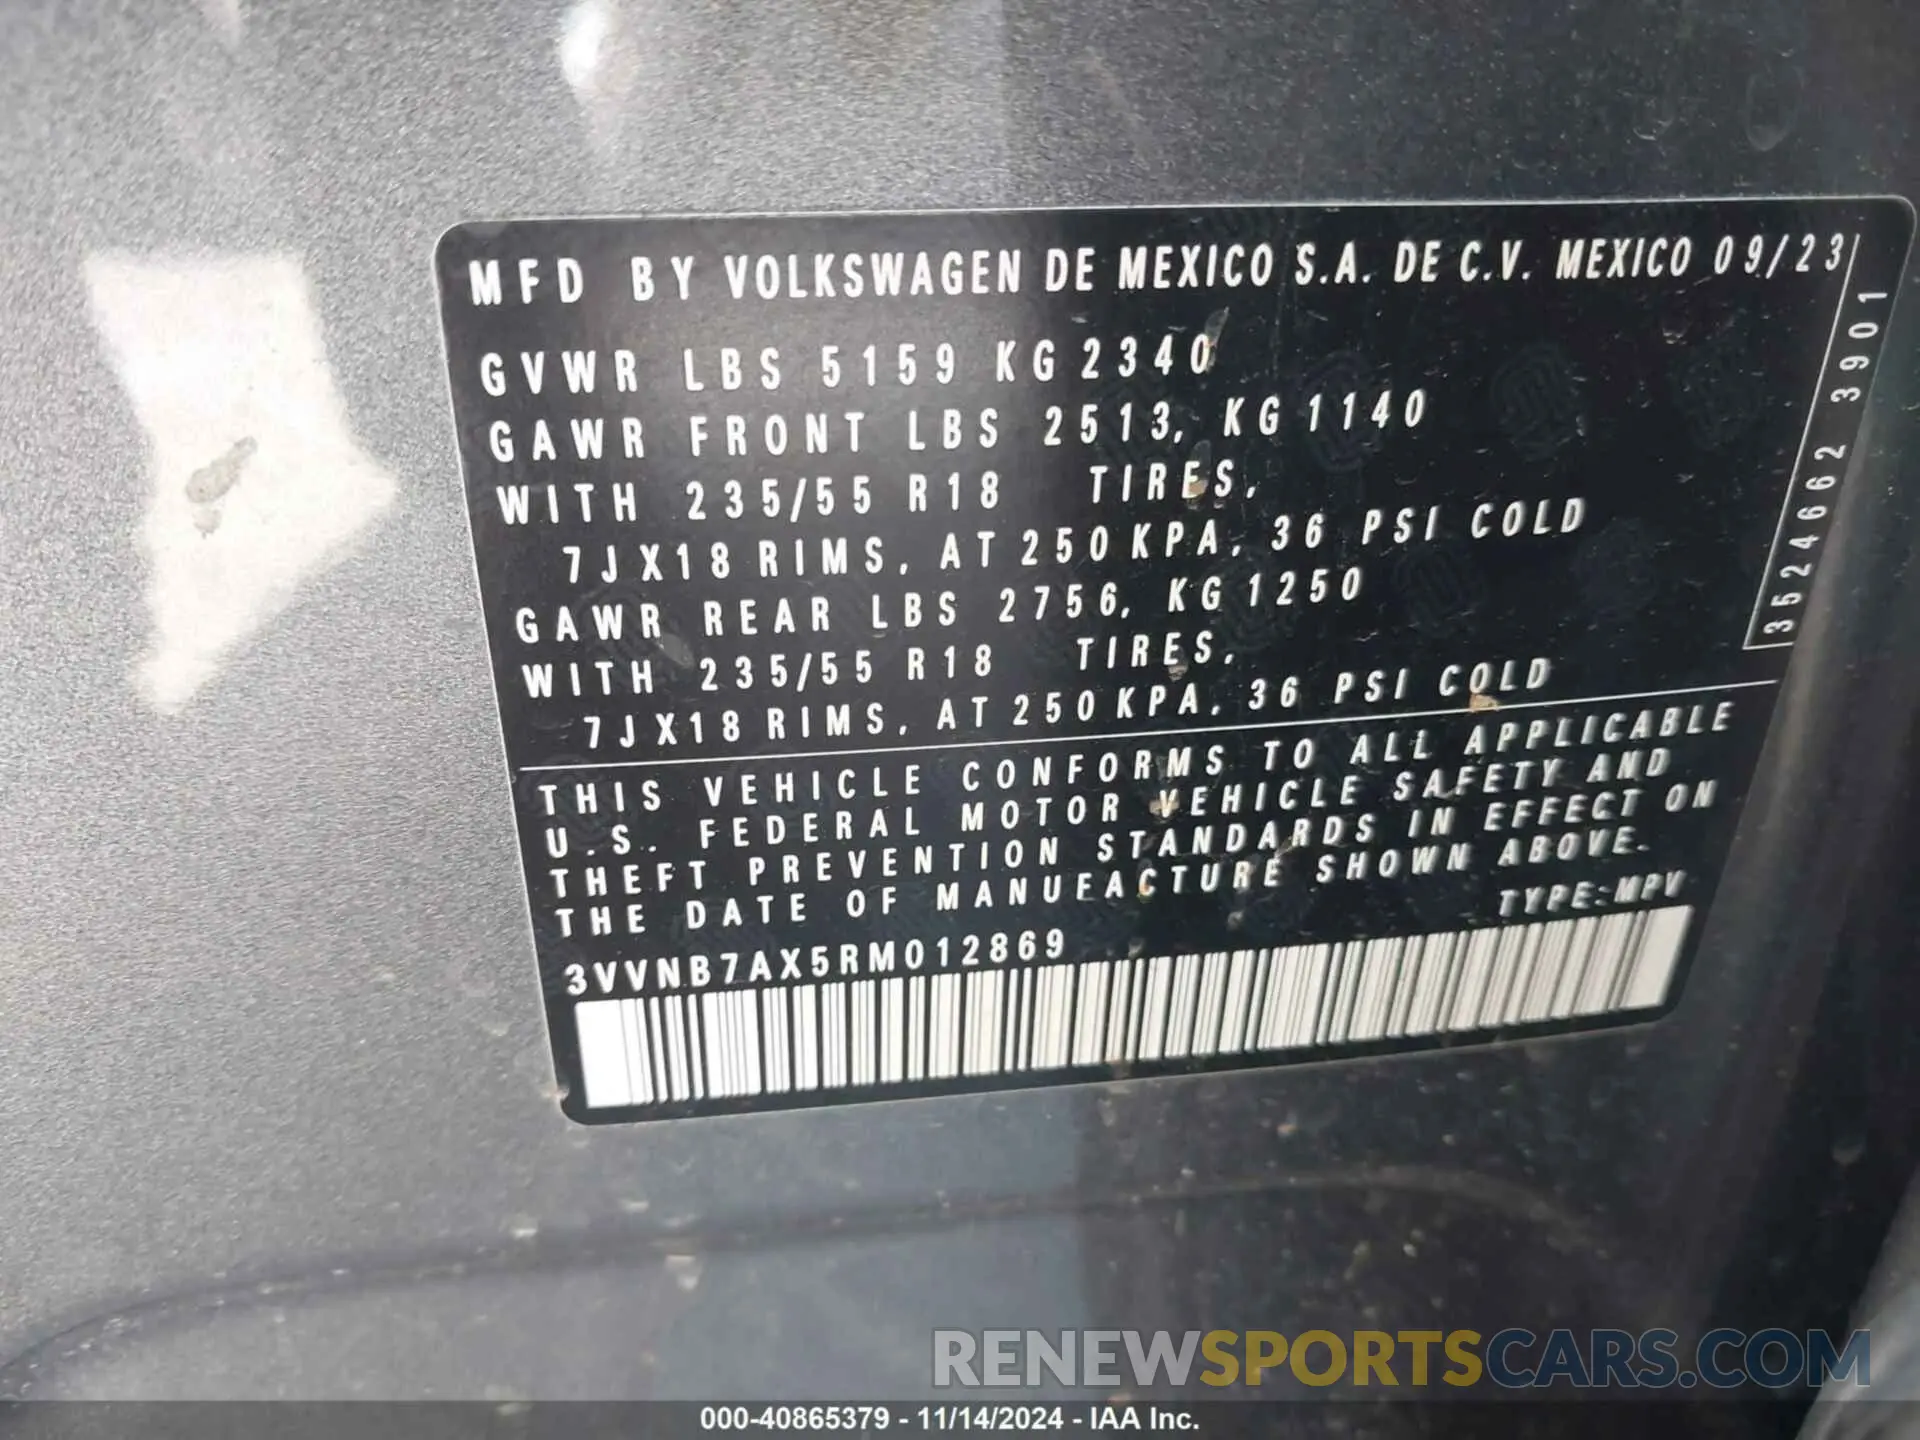 MFD BY VOLKSWAGEN DE MEXICO S.A. DE C.V. MEXICO 09/23
GVWR LBS 5159 KG 2340
GAWR FRONT LBS 2513, KG 1140
WITH 235/55 R18 TIRES,
7JX18 RIMS, AT 250 KPA, 36 PSI COLD
GAWR REAR LBS 2756, KG 1250
WITH 235/55 R18 TIRES,
7JX18 RIMS, AT 250 KPA, 36 PSI COLD
3524662 3901
THIS VEHICLE CONFORMS TO ALL APPLICABLE
U.S. FEDERAL MOTOR VEHICLE SAFETY AND
THEFT PREVENTION STANDARDS IN EFFECT ON
THE DATE OF MANUFACTURE SHOWN ABOVE.
TYPE: MPV
3VVNB7AX5RM012869
RENEWSPORTSCARS.COM
000-40865379 - 11/14/2024 - IAA Inc.